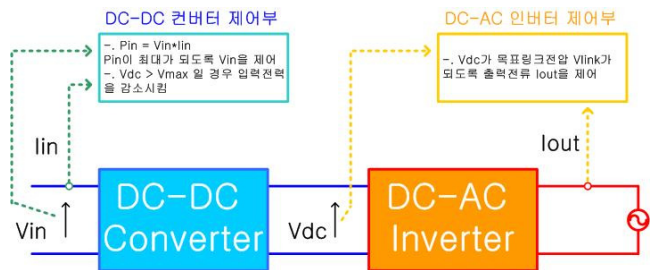 DC-DC 컨버터 제어부
DC-AC 인버터 제어부
-. Pin = Vin*Iin
Pin이 최대가 되도록 Vin을 제어
-. Vdc > Vmax 일 경우 입력전력
을 감소시킴
-. Vdc가 목표링크전압 Vlink가
되도록 출력전류 Iout을 제어
Iin
Iout
DC-DC
Converter
DC-AC
Inverter
Vin
Vdc